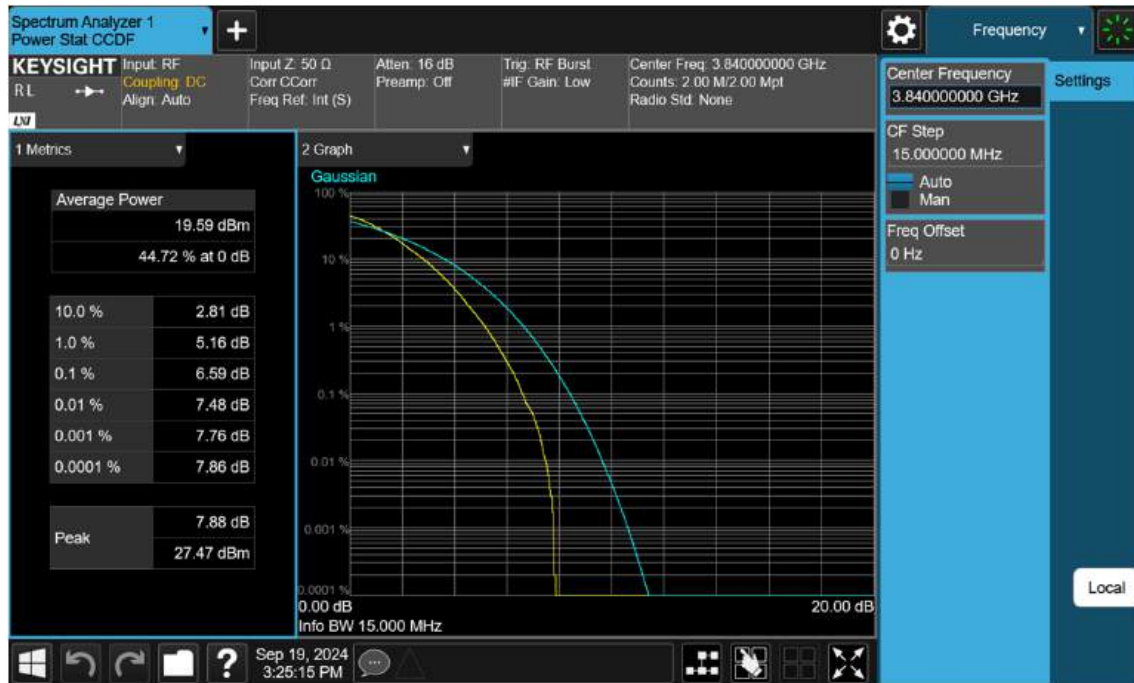 Spectrum Analyzer 1
Power Stat CCDF
Frequency
KEYSIGHT
RL
LXI
Input: RF
Coupling: DC
Align: Auto
Input Z: 50 Ω
Corr CCorr
Freq Ref: Int (S)
Atten: 16 dB
Preamp: Off
Trig: RF Burst
#IF Gain: Low
Center Freq: 3.840000000 GHz
Counts: 2.00 M/2.00 Mpt
Radio Std: None
Center Frequency
3.840000000 GHz
Settings
CF Step
15.000000 MHz
Auto
Man
Freq Offset
0 Hz
1 Metrics
Average Power
19.59 dBm
44.72 % at 0 dB
10.0 % 2.81 dB
1.0 % 5.16 dB
0.1 % 6.59 dB
0.01 % 7.48 dB
0.001 % 7.76 dB
0.0001 % 7.86 dB
Peak
7.88 dB
27.47 dBm
2 Graph
Gaussian
100 %
10 %
1 %
0.1 %
0.01 %
0.001 %
0.0001 %
0.00 dB 20.00 dB
Info BW 15.000 MHz
Local
?
Sep 19, 2024
3:25:15 PM